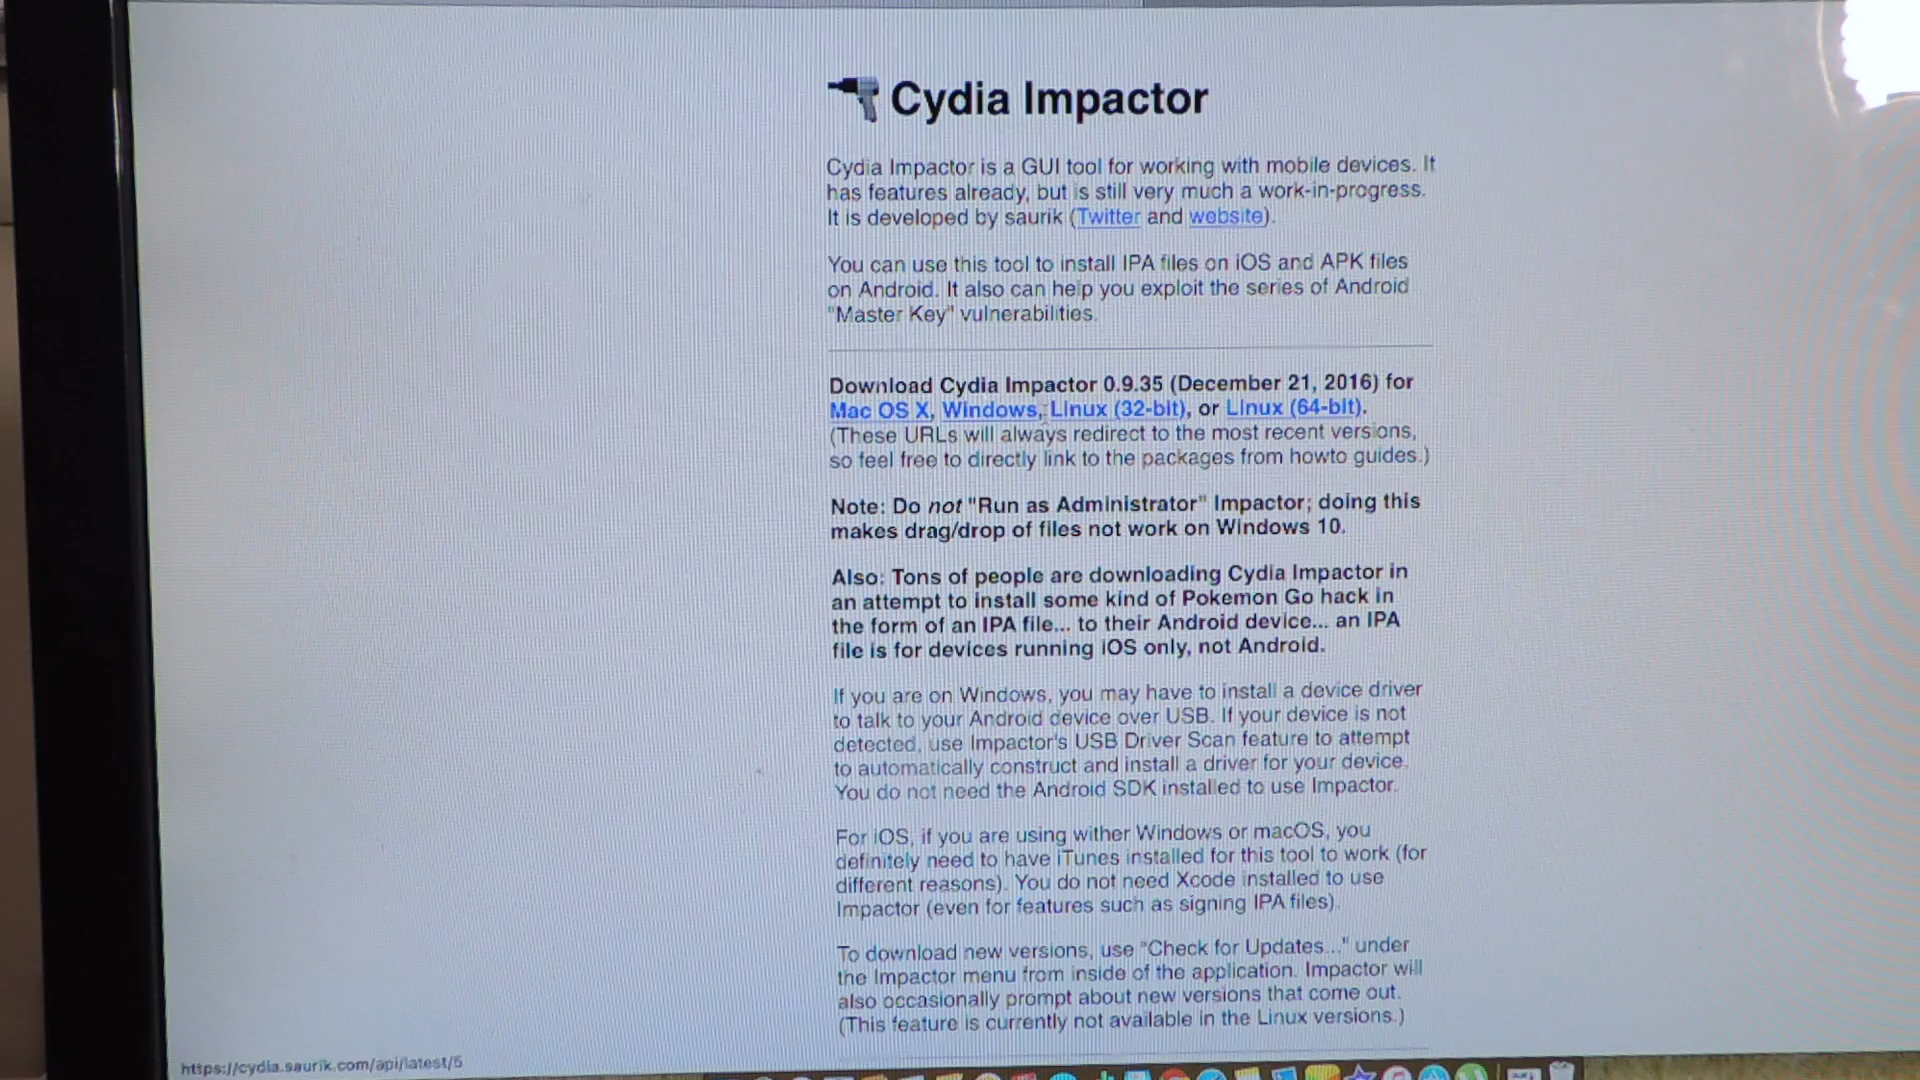 Cydia Impactor
Cydia Impactor is a GUI tool for working with mobile devices. It
has features already, but is still very much a work-in-progress.
It is developed by saurik (Twitter and website).
You can use this tool to install IPA files on iOS and APK files
on Android. It also can help you exploit the series of Android
"Master Key" vulnerabilities.
Download Cydia Impactor 0.9.35 (December 21, 2016) for
Mac OS X, Windows, Linux (32-bit), or Linux (64-bit).
(These URLs will always redirect to the most recent versions,
so feel free to directly link to the packages from howto guides.)
Note: Do not "Run as Administrator" Impactor; doing this
makes drag/drop of files not work on Windows 10.
Also: Tons of people are downloading Cydia Impactor in
an attempt to install some kind of Pokemon Go hack in
the form of an IPA file... to their Android device... an IPA
file is for devices running iOS only, not Android.
If you are on Windows, you may have to install a device driver
to talk to your Android device over USB. If your device is not
detected, use Impactor's USB Driver Scan feature to attempt
to automatically construct and install a driver for your device.
You do not need the Android SDK installed to use Impactor.
For iOS, if you are using wither Windows or macOS, you
definitely need to have iTunes installed for this tool to work (for
different reasons). You do not need Xcode installed to use
Impactor (even for features such as signing IPA files).
To download new versions, use "Check for Updates..." under
the Impactor menu from inside of the application. Impactor will
also occasionally prompt about new versions that come out.
(This feature is currently not available in the Linux versions.)
https://cydia.saurik.com/api/latest/5